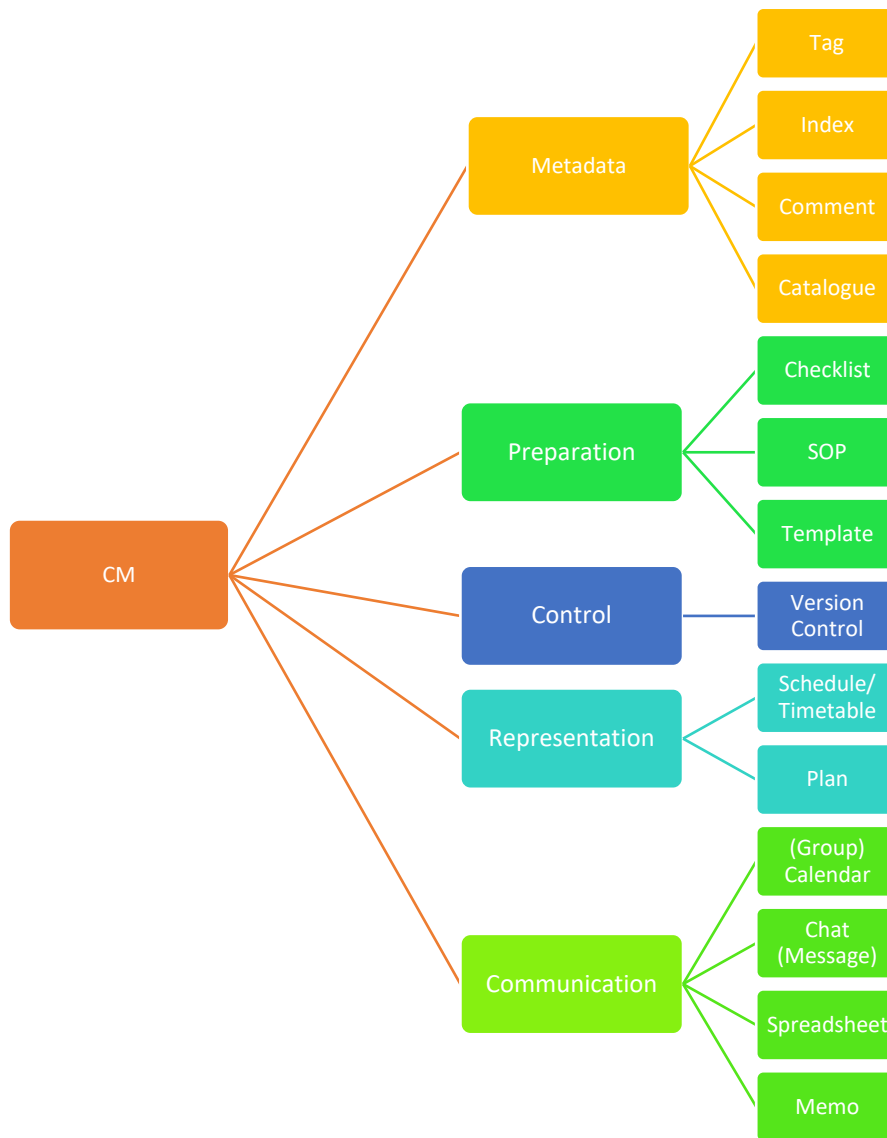 CM
Metadata
Tag
Index
Comment
Catalogue
Preparation
Checklist
SOP
Template
Control
Version
Control
Representation
Schedule/
Timetable
Plan
Communication
(Group)
Calendar
Chat
(Message)
Spreadsheet
Memo